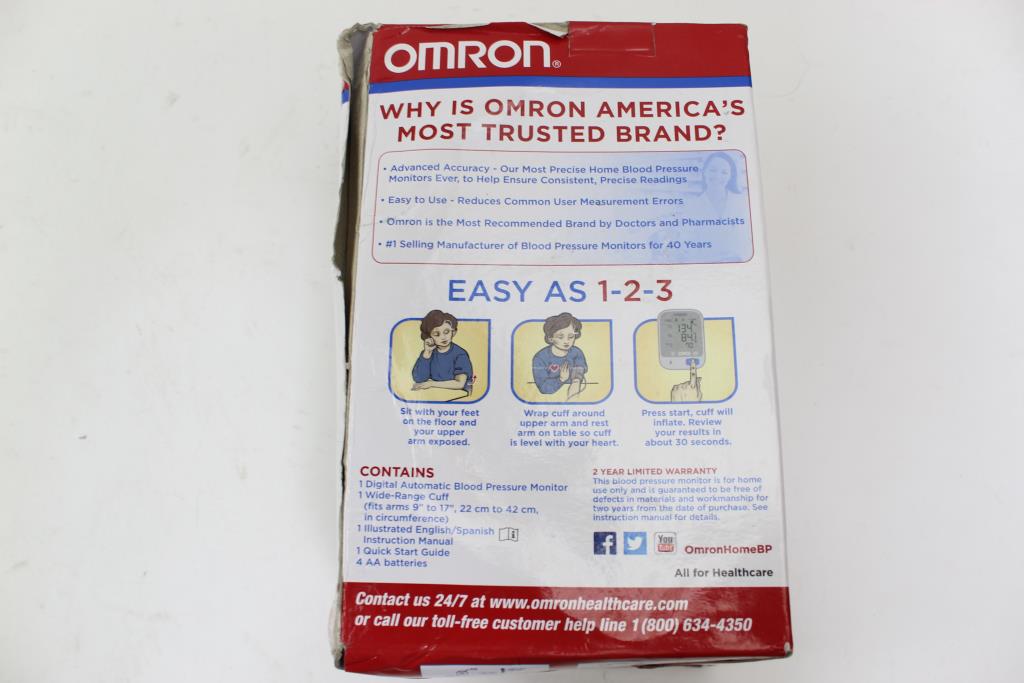 OMRON®
WHY IS OMRON AMERICA'S
MOST TRUSTED BRAND?
• Advanced Accuracy - Our Most Precise Home Blood Pressure
Monitors Ever, to Help Ensure Consistent, Precise Readings
• Easy to Use - Reduces Common User Measurement Errors
• Omron is the Most Recommended Brand by Doctors and Pharmacists
• #1 Selling Manufacturer of Blood Pressure Monitors for 40 Years
EASY AS 1-2-3
134
84
70
Sit with your feet
on the floor and
your upper
arm exposed.
Wrap cuff around
upper arm and rest
arm on table so cuff
is level with your heart.
Press start, cuff will
inflate. Review
your results in
about 30 seconds.
CONTAINS
1 Digital Automatic Blood Pressure Monitor
1 Wide-Range Cuff
(fits arms 9" to 17", 22 cm to 42 cm,
in circumference)
1 Illustrated English/Spanish
Instruction Manual
1 Quick Start Guide
4 AA batteries
2 YEAR LIMITED WARRANTY
This blood pressure monitor is for home
use only and is guaranteed to be free of
defects in materials and workmanship for
two years from the date of purchase. See
instruction manual for details.
You Tube
OmronHomeBP
All for Healthcare
Contact us 24/7 at www.omronhealthcare.com
or call our toll-free customer help line 1 (800) 634-4350